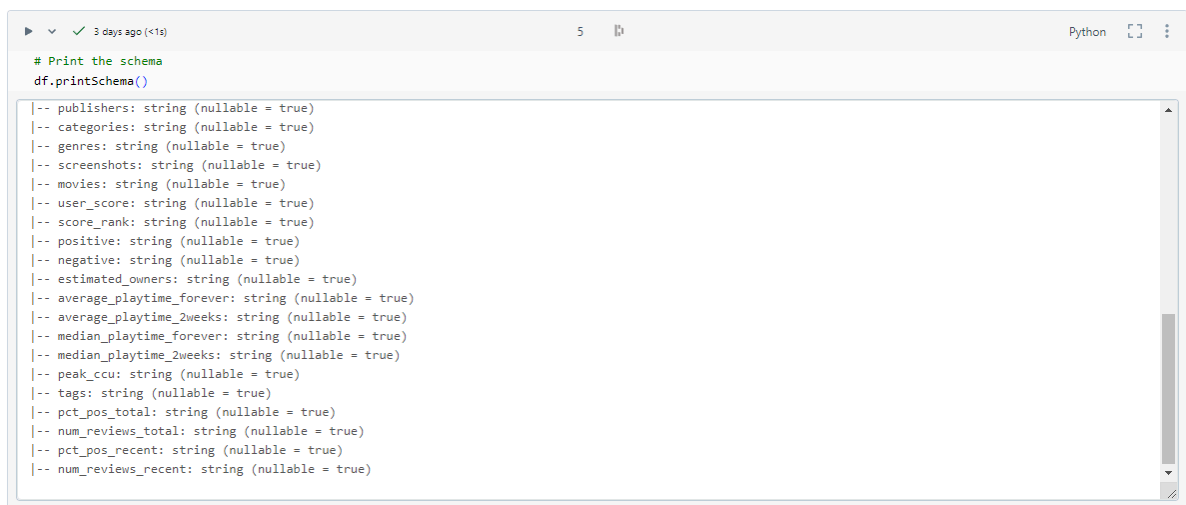 3 days ago (<1s)
5
Python
# Print the schema
df.printSchema()
|-- publishers: string (nullable = true)
|-- categories: string (nullable = true)
|-- genres: string (nullable = true)
|-- screenshots: string (nullable = true)
|-- movies: string (nullable = true)
|-- user_score: string (nullable = true)
|-- score_rank: string (nullable = true)
|-- positive: string (nullable = true)
|-- negative: string (nullable = true)
|-- estimated_owners: string (nullable = true)
|-- average_playtime_forever: string (nullable = true)
|-- average_playtime_2weeks: string (nullable = true)
|-- median_playtime_forever: string (nullable = true)
|-- median_playtime_2weeks: string (nullable = true)
|-- peak_ccu: string (nullable = true)
|-- tags: string (nullable = true)
|-- pct_pos_total: string (nullable = true)
|-- num_reviews_total: string (nullable = true)
|-- pct_pos_recent: string (nullable = true)
|-- num_reviews_recent: string (nullable = true)